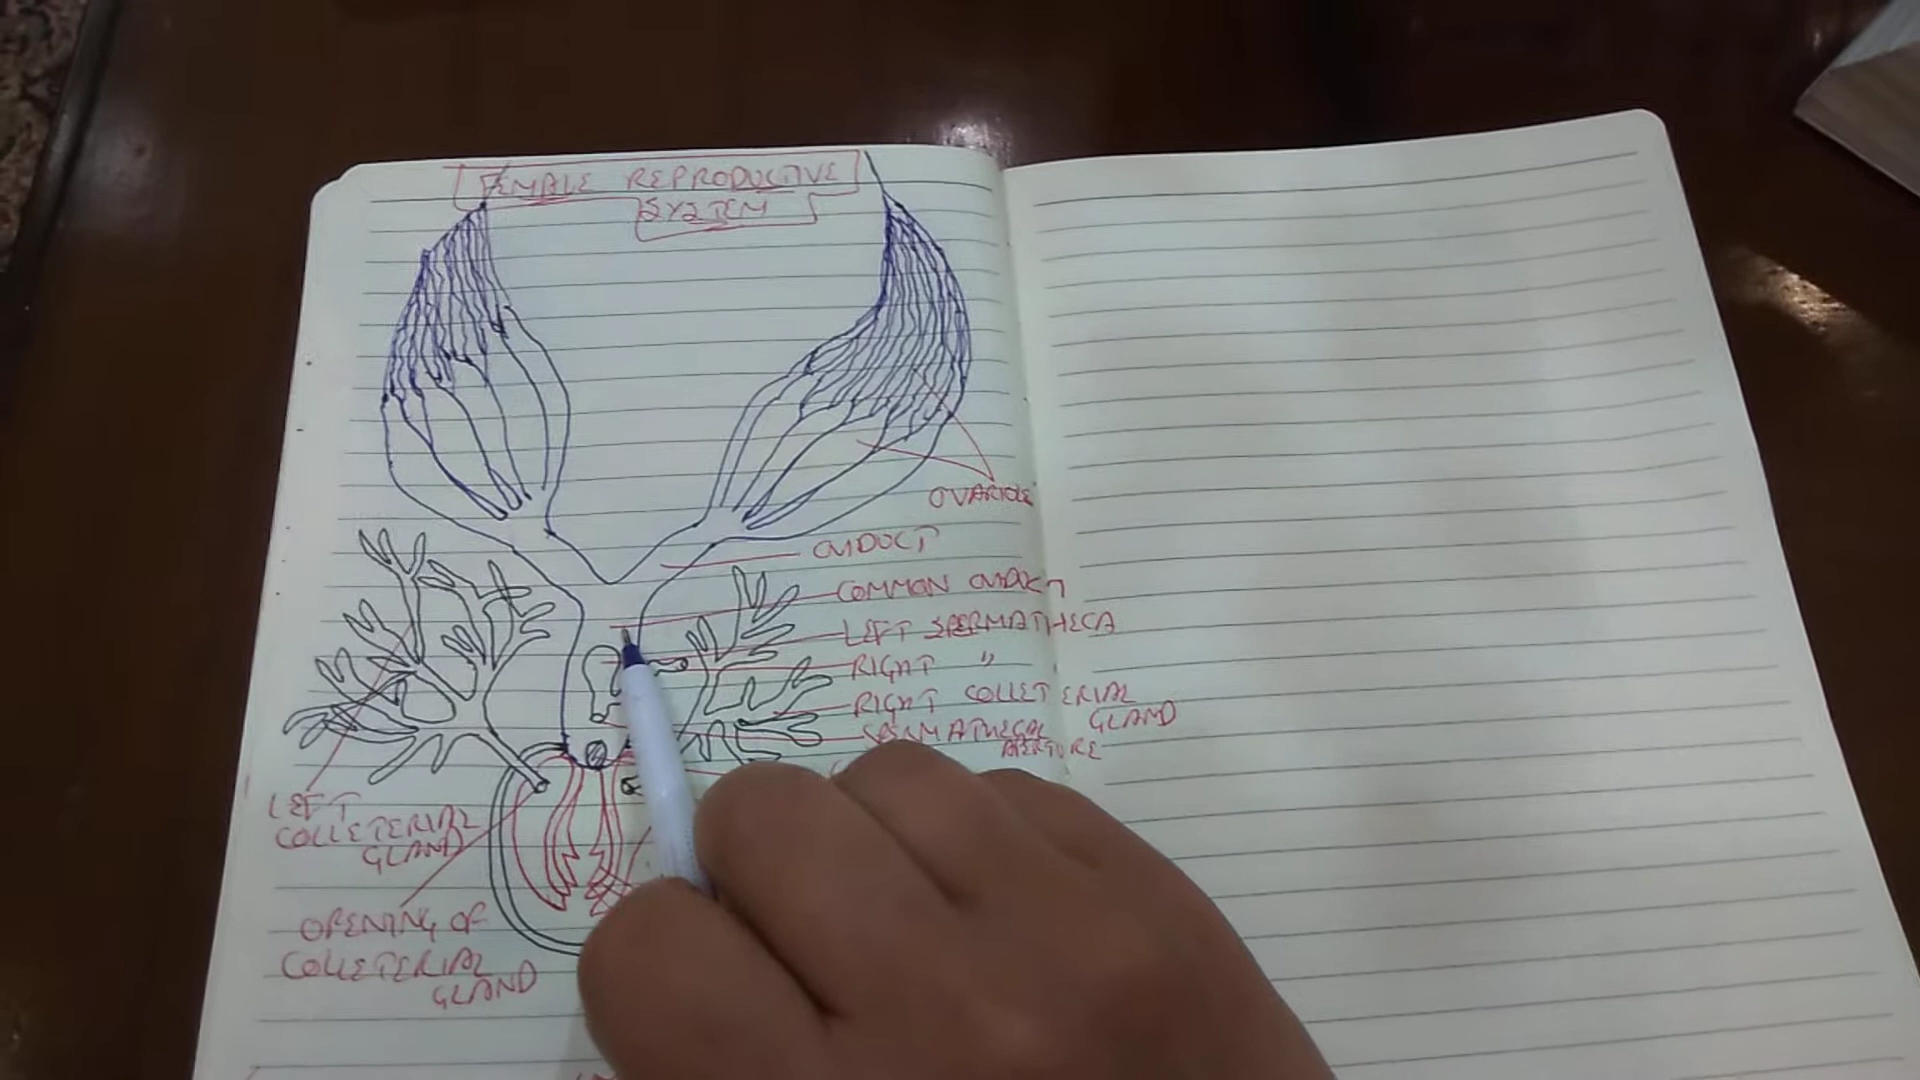 FEMALE REPRODUCTIVE
SYSTEM
OVARIOLE
OVIDUCT
COMMON OVIDUCT
LEFT SPERMATHECA
RIGHT "
RIGHT COLLETERIAL
GLAND
SPERMATHECAL
APERTURE
LEFT
COLLETERIAL
GLAND
OPENING OF
COLLETERIAL
GLAND